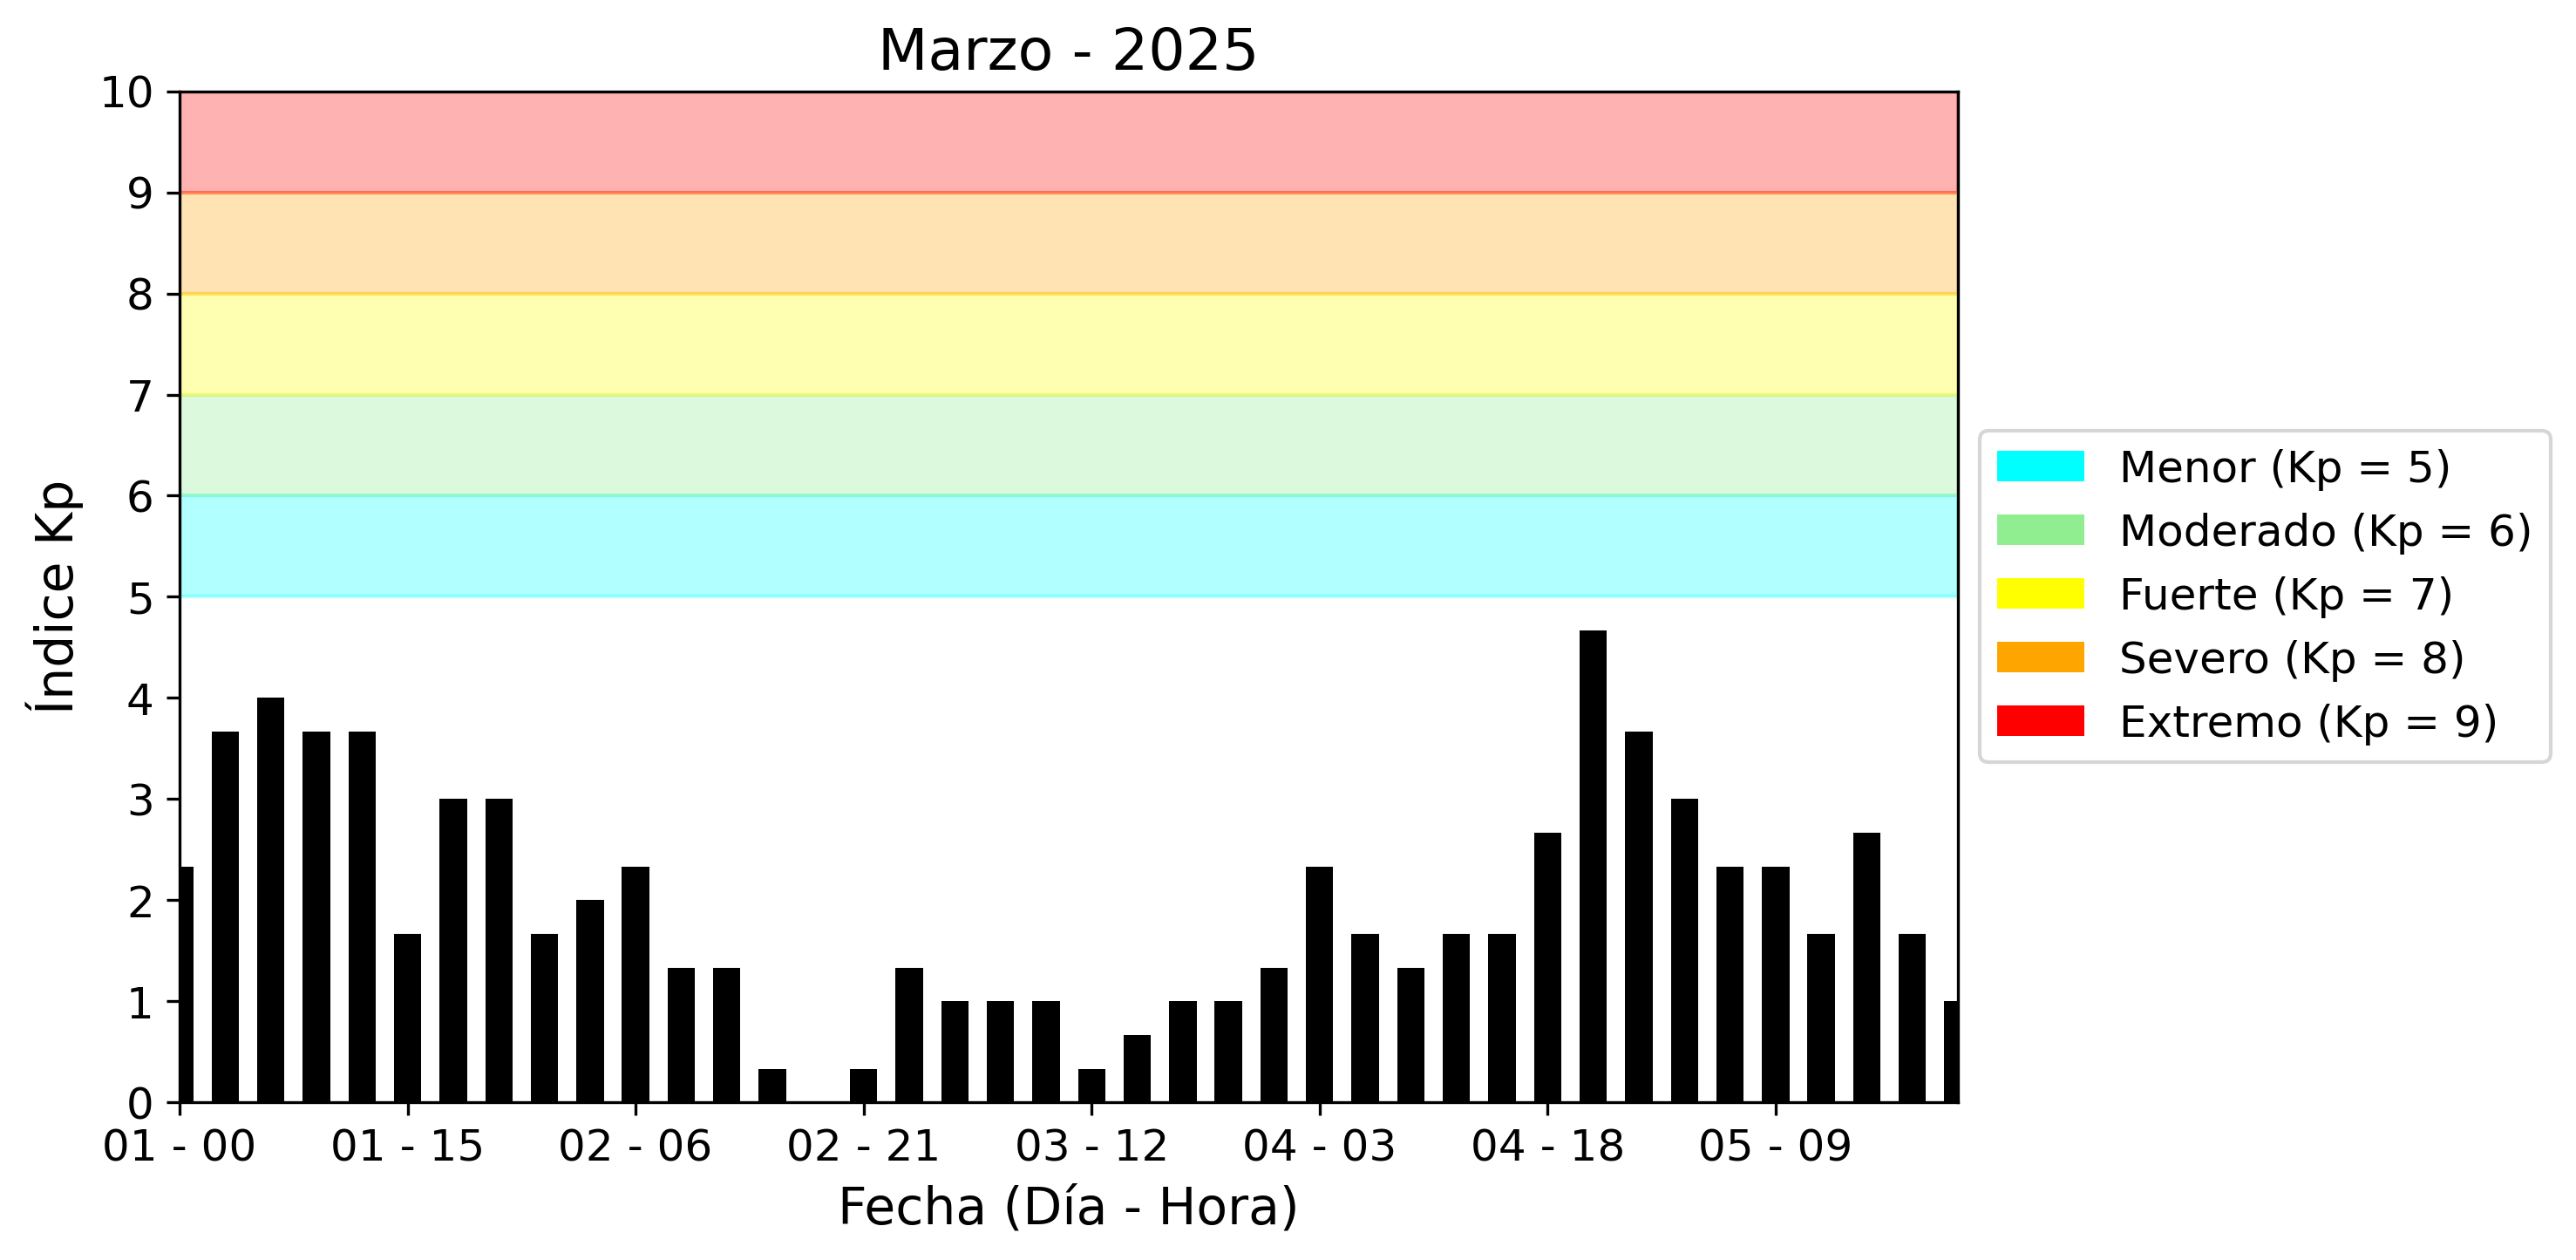 Marzo - 2025
10
9
8
7
6
5
4
3
2
1
0
Índice Kp
01 - 00
01 - 15
02 - 06
02 - 21
03 - 12
04 - 03
04 - 18
05 - 09
Fecha (Día - Hora)
Menor (Kp = 5)
Moderado (Kp = 6)
Fuerte (Kp = 7)
Severo (Kp = 8)
Extremo (Kp = 9)